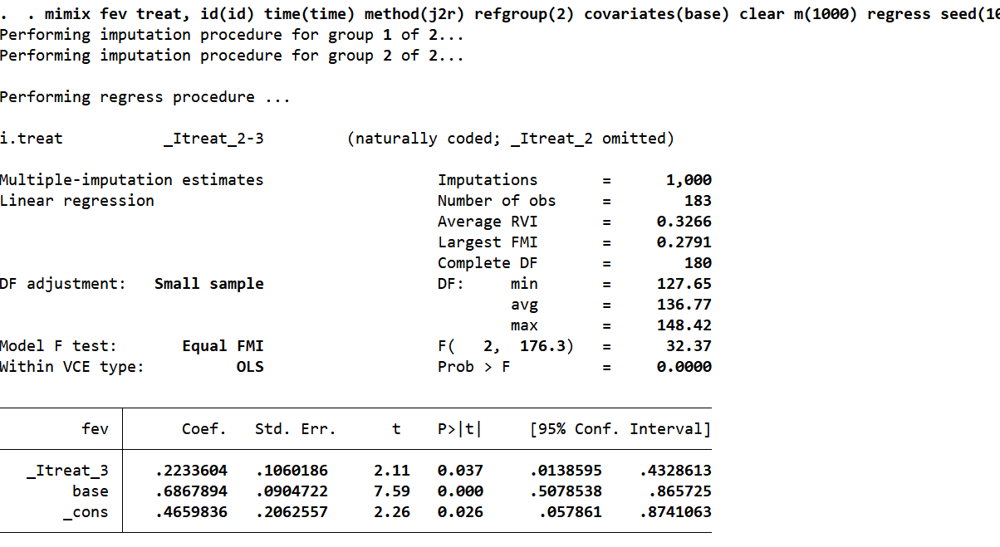 . . mimix fev treat, id(id) time(time) method(j2r) refgroup(2) covariates(base) clear m(1000) regress seed(10
Performing imputation procedure for group 1 of 2...
Performing imputation procedure for group 2 of 2...
Performing regress procedure ...
i.treat _Itreat_2-3 (naturally coded; _Itreat_2 omitted)
Multiple-imputation estimates Imputations = 1,000
Linear regression Number of obs = 183
Average RVI = 0.3266
Largest FMI = 0.2791
Complete DF = 180
DF adjustment: Small sample DF: min = 127.65
avg = 136.77
max = 148.42
Model F test: Equal FMI F( 2, 176.3) = 32.37
Within VCE type: OLS Prob > F = 0.0000
fev Coef. Std. Err. t P>|t| [95% Conf. Interval]
_Itreat_3 .2233604 .1060186 2.11 0.037 .0138595 .4328613
base .6867894 .0904722 7.59 0.000 .5078538 .865725
_cons .4659836 .2062557 2.26 0.026 .057861 .8741063